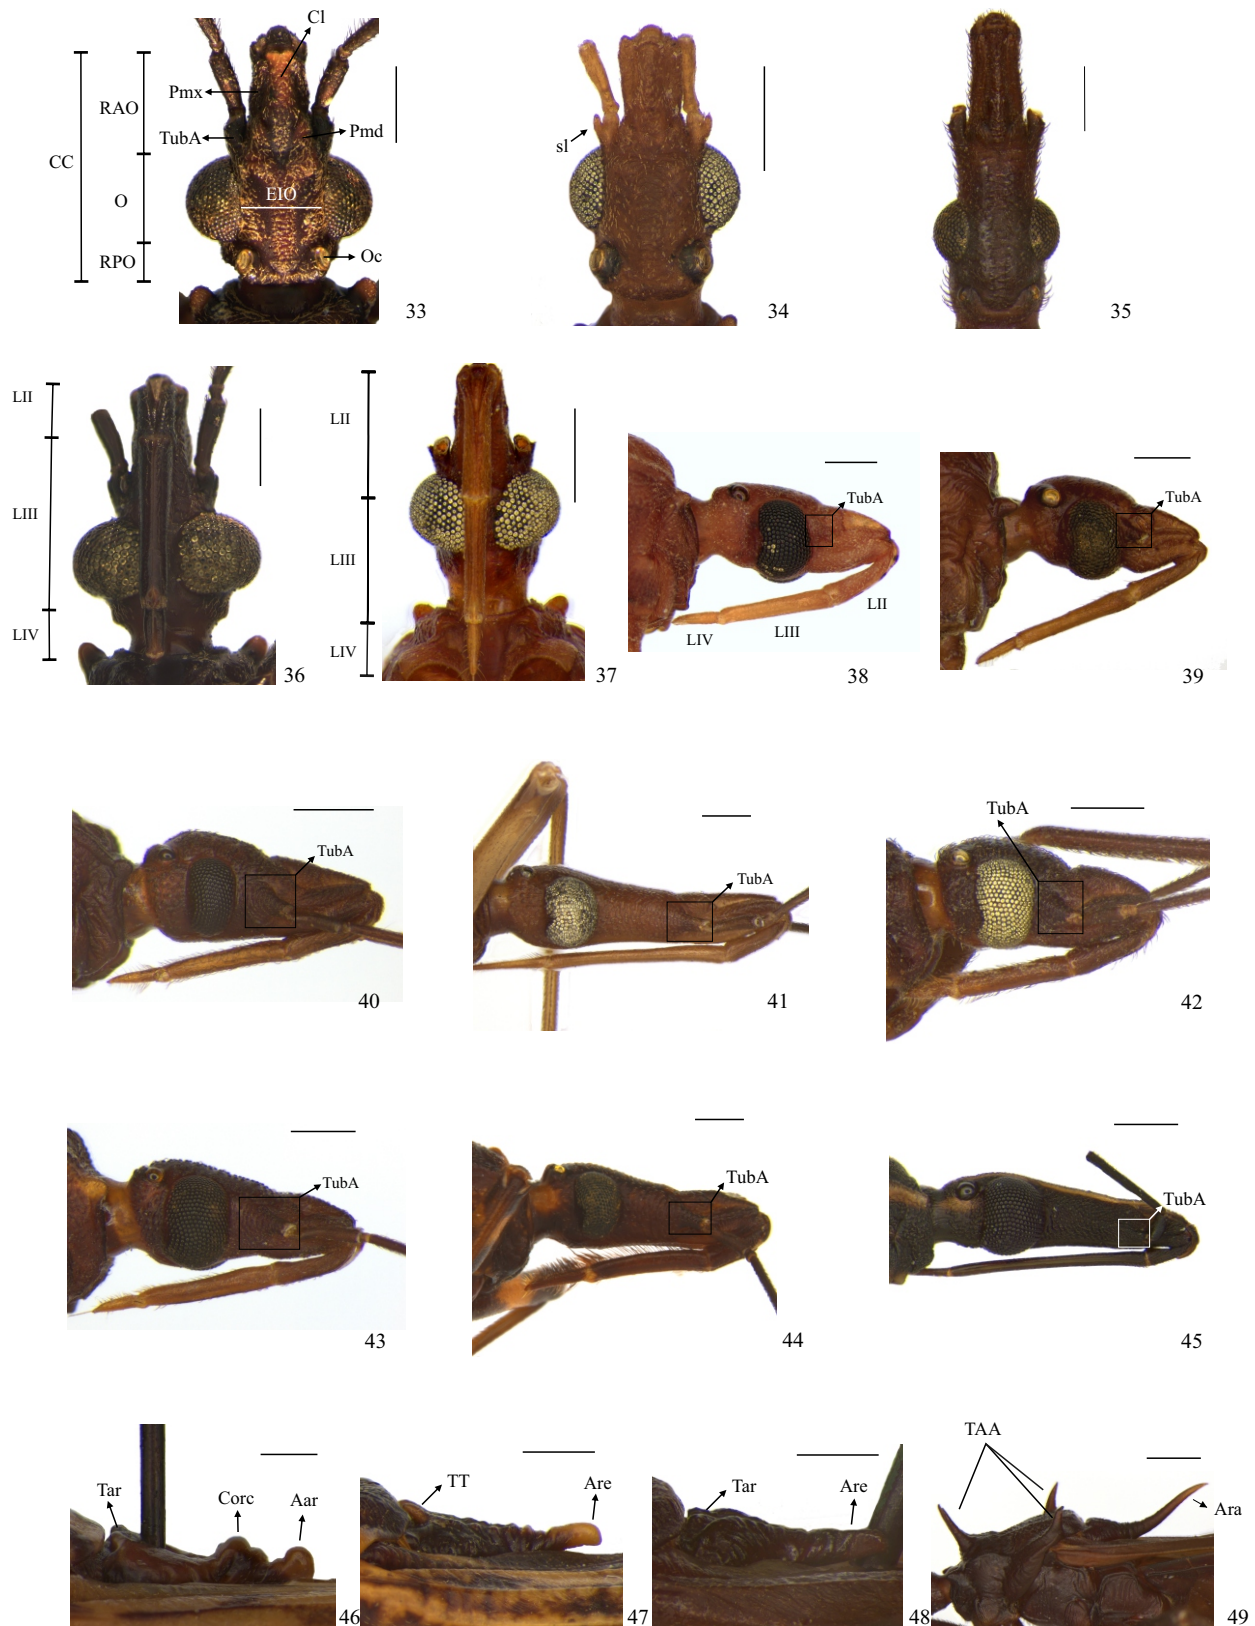 Cl
RAO
Pmx
TubA
Pmd
CC
O
EIO
RPO
Oc
33
sl
34
35
LII
LIII
LIV
36
LII
LIII
LIV
37
TubA
LII
LIII
LIV
38
TubA
39
TubA
40
TubA
41
TubA
42
TubA
43
TubA
44
TubA
45
Tar
Corc
Aar
46
TT
Are
47
Tar
Are
48
TAA
Ara
49